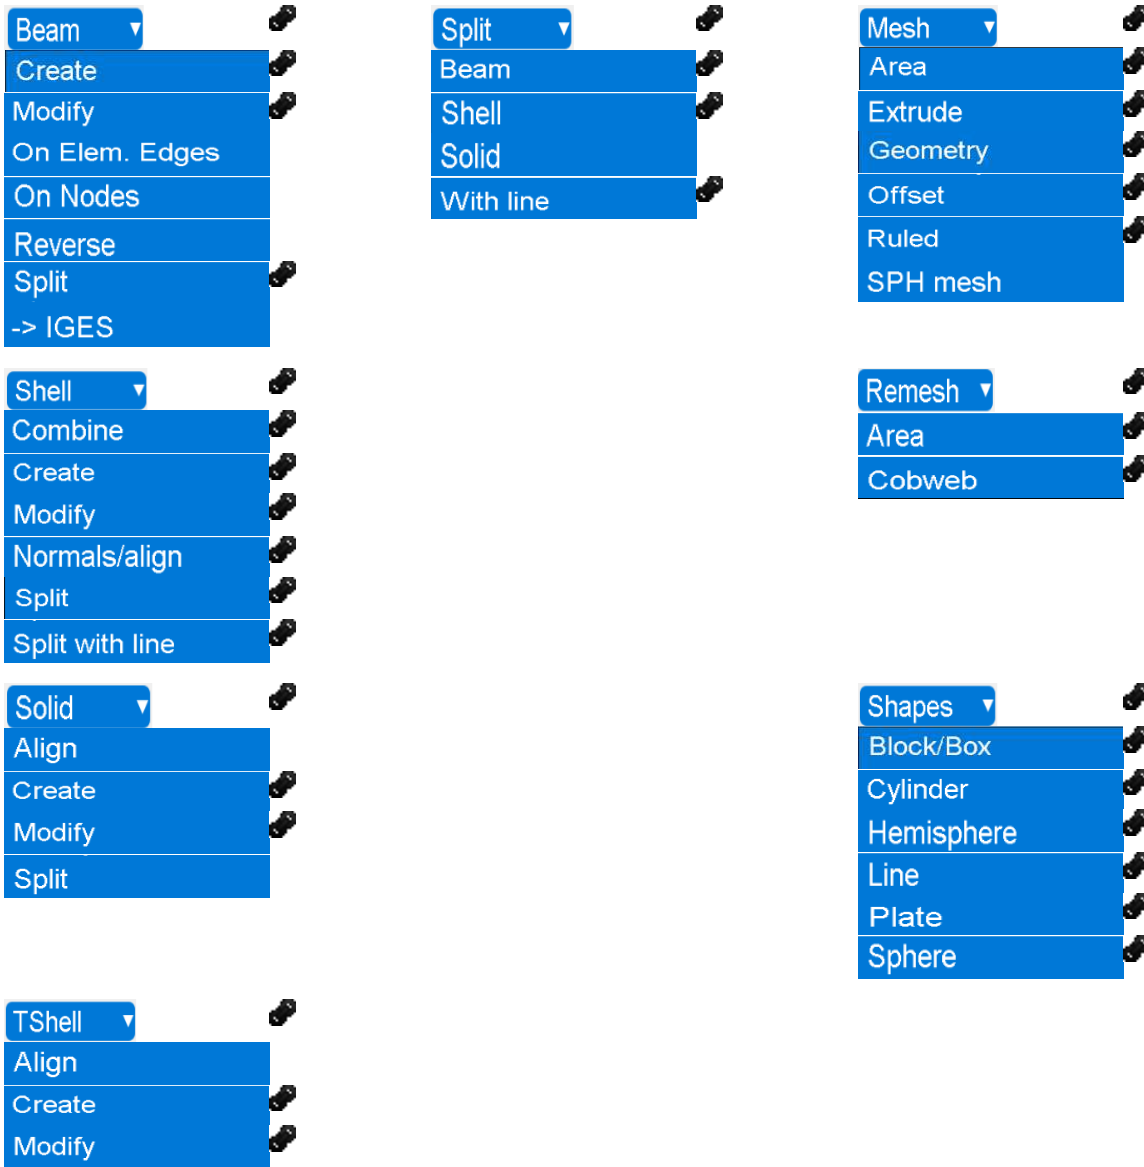 Beam ▼
Create
Modify
On Elem. Edges
On Nodes
Reverse
Split
-> IGES
Split ▼
Beam
Shell
Solid
With line
Mesh ▼
Area
Extrude
Geometry
Offset
Ruled
SPH mesh
Shell ▼
Combine
Create
Modify
Normals/align
Split
Split with line
Remesh ▼
Area
Cobweb
Solid ▼
Align
Create
Modify
Split
Shapes ▼
Block/Box
Cylinder
Hemisphere
Line
Plate
Sphere
TShell ▼
Align
Create
Modify